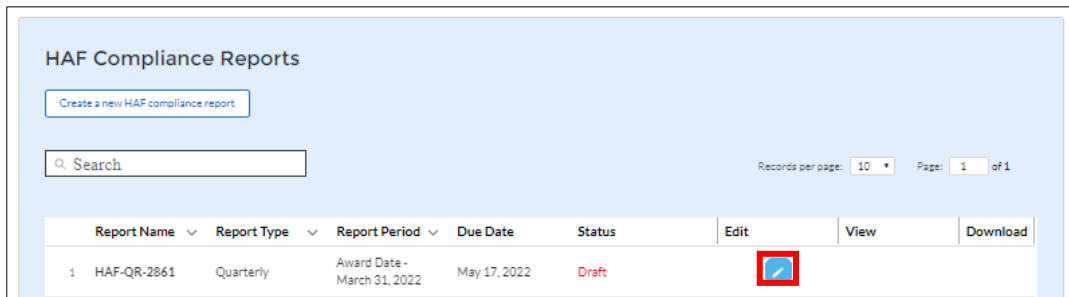 HAF Compliance Reports
Create a new HAF compliance report
Search
Records per page: 10 Page: 1 of 1
Report Name Report Type Report Period Due Date Status Edit View Download
1 HAF-QR-2861 Quarterly Award Date - May 17, 2022 Draft
March 31, 2022